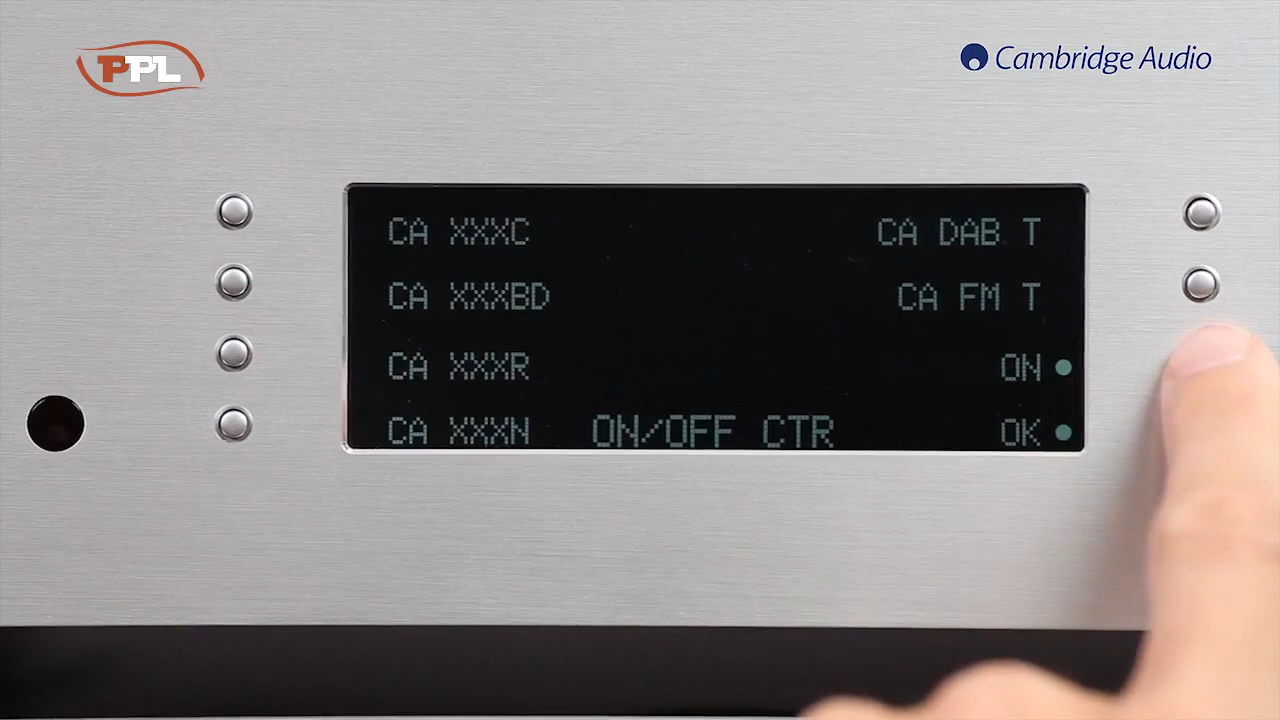 PPL
Cambridge Audio
CA XXXC
CA DAB T
CA XXXBD
CA FM T
CA XXXR
ON
CA XXXN
ON/OFF CTR
OK